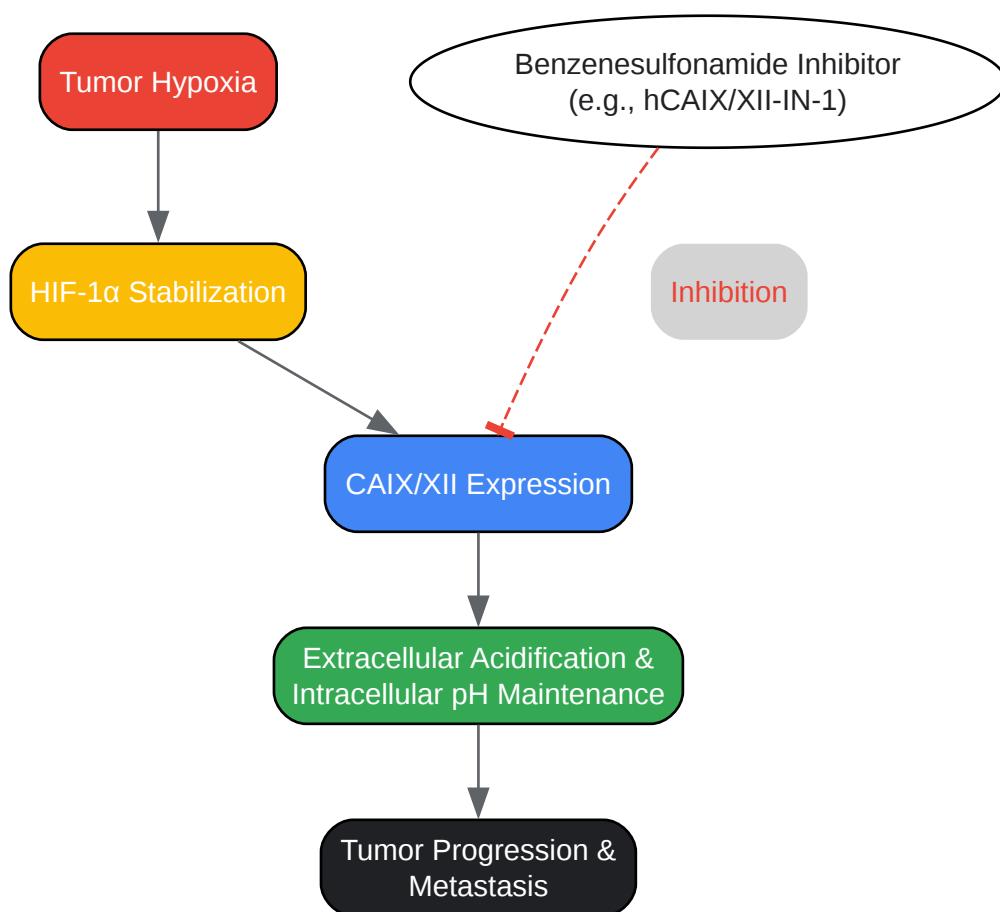 Tumor Hypoxia
Benzenesulfonamide Inhibitor
(e.g., hCAIX/XII-IN-1)
HIF-1α Stabilization
Inhibition
CAIX/XII Expression
Extracellular Acidification &
Intracellular pH Maintenance
Tumor Progression &
Metastasis